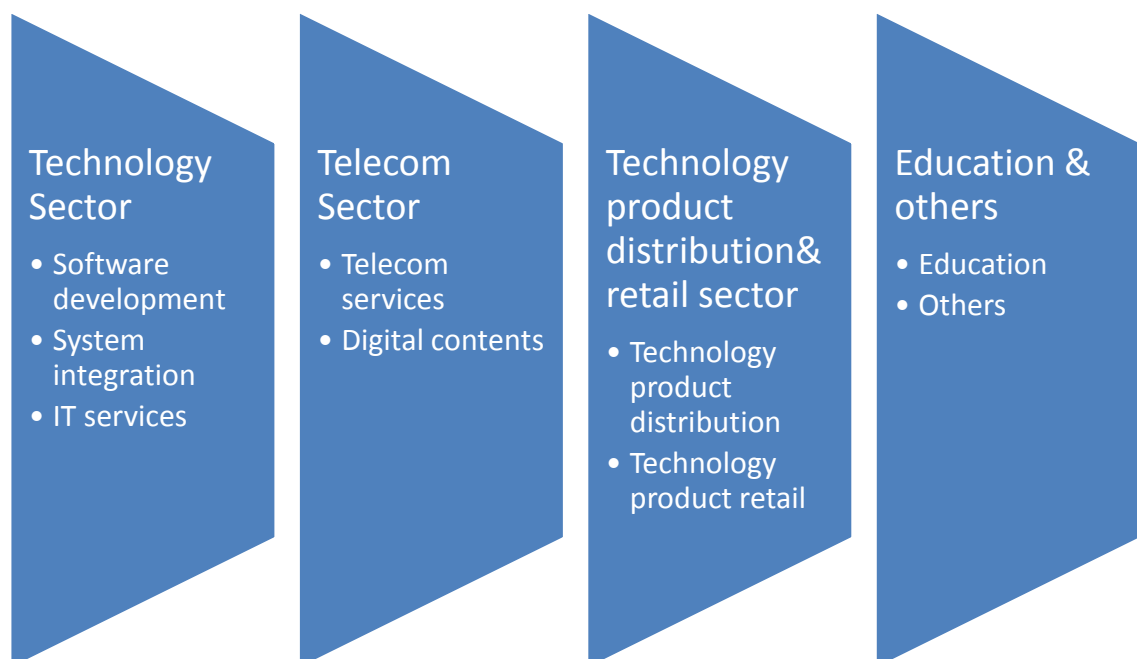 Technology
Sector
• Software
development
• System
integration
• IT services
Telecom
Sector
• Telecom
services
• Digital contents
Technology
product
distribution&
retail sector
• Technology
product
distribution
• Technology
product retail
Education &
others
• Education
• Others